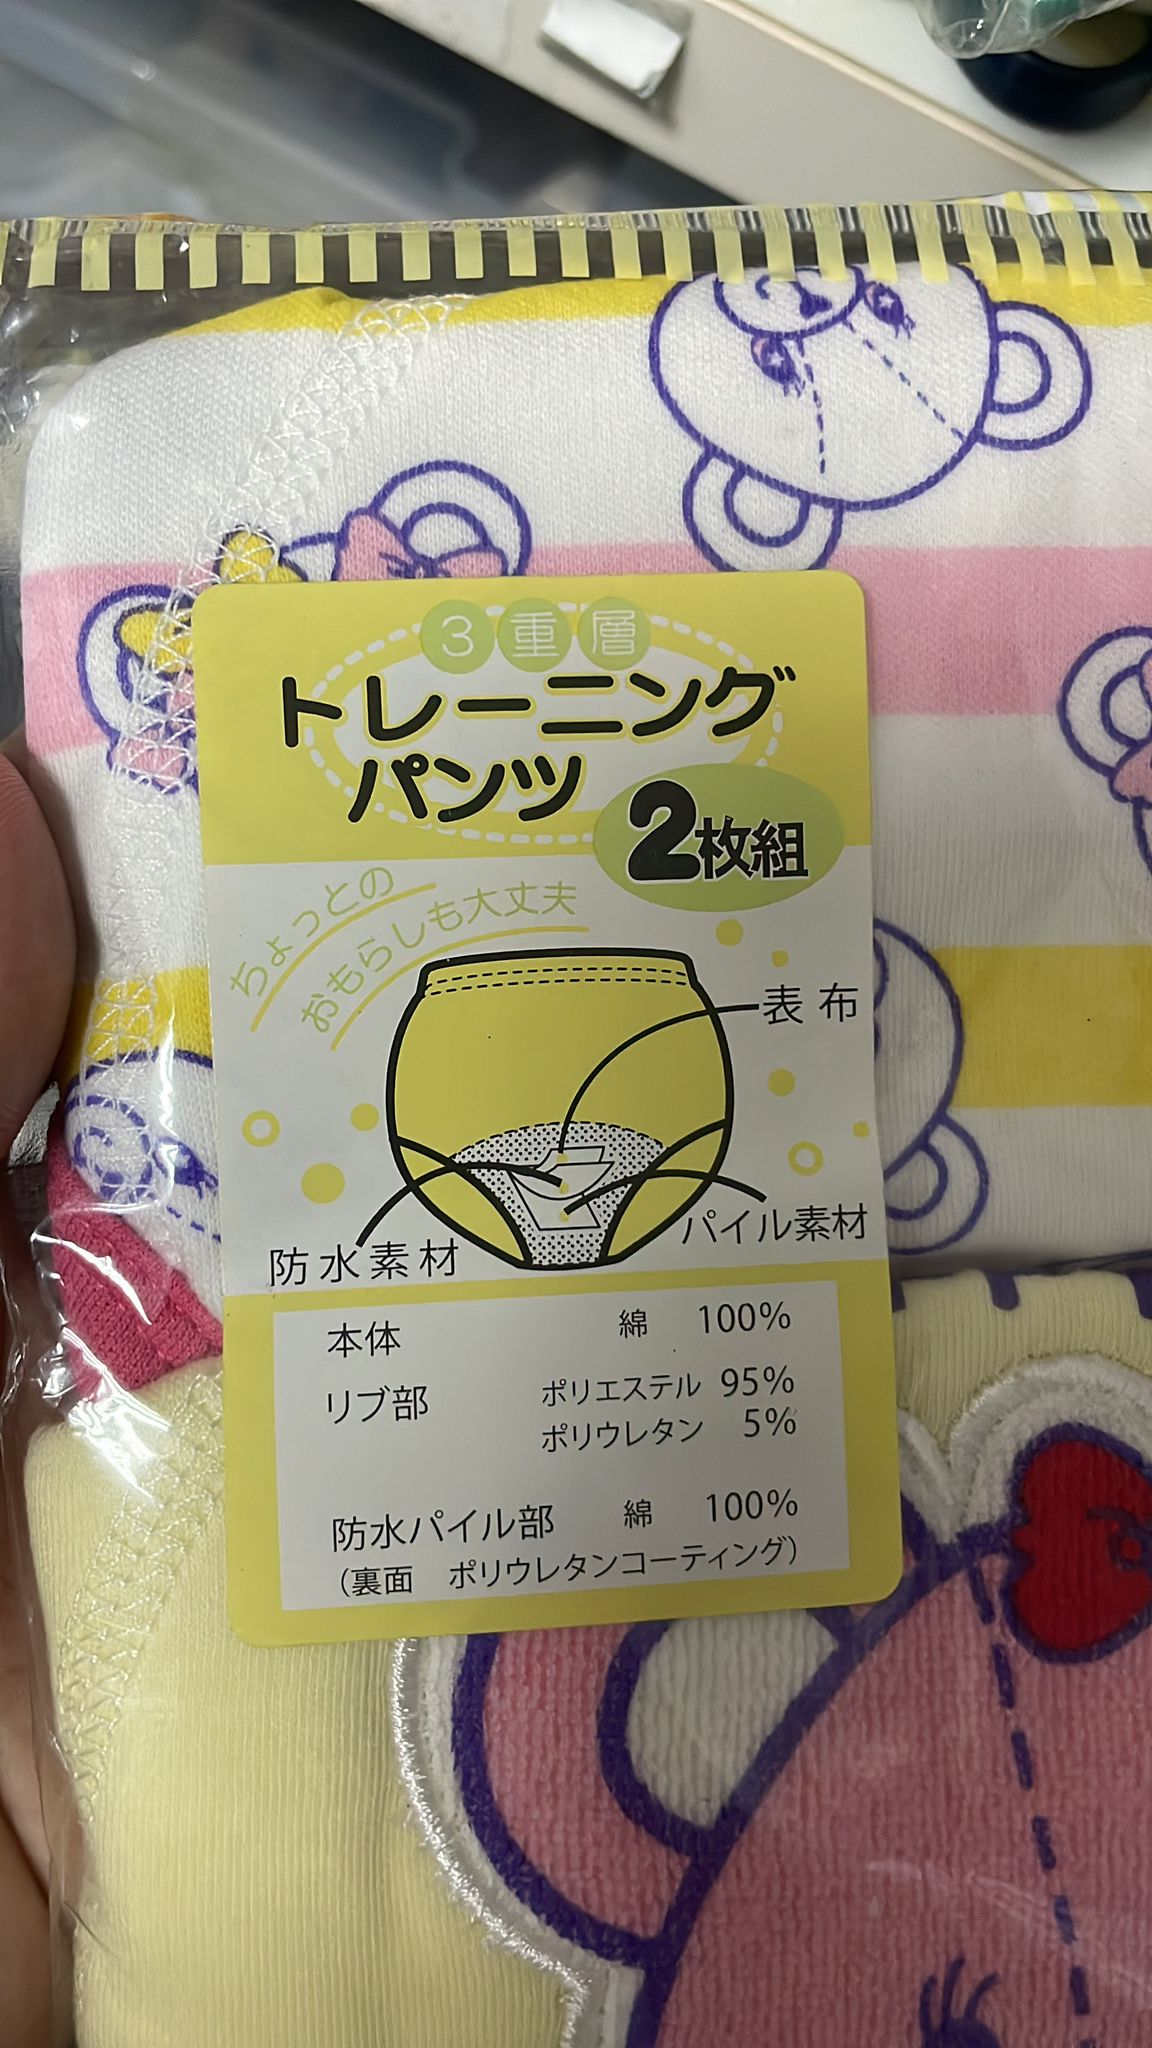 3重層
トレーニング
パンツ
2枚組
ちょっとの
おもらしも大丈夫
表布
防水素材
パイル素材
本体 綿 100%
リブ部 ポリエステル 95%
ポリウレタン 5%
防水パイル部 綿 100%
(裏面 ポリウレタンコーティング)